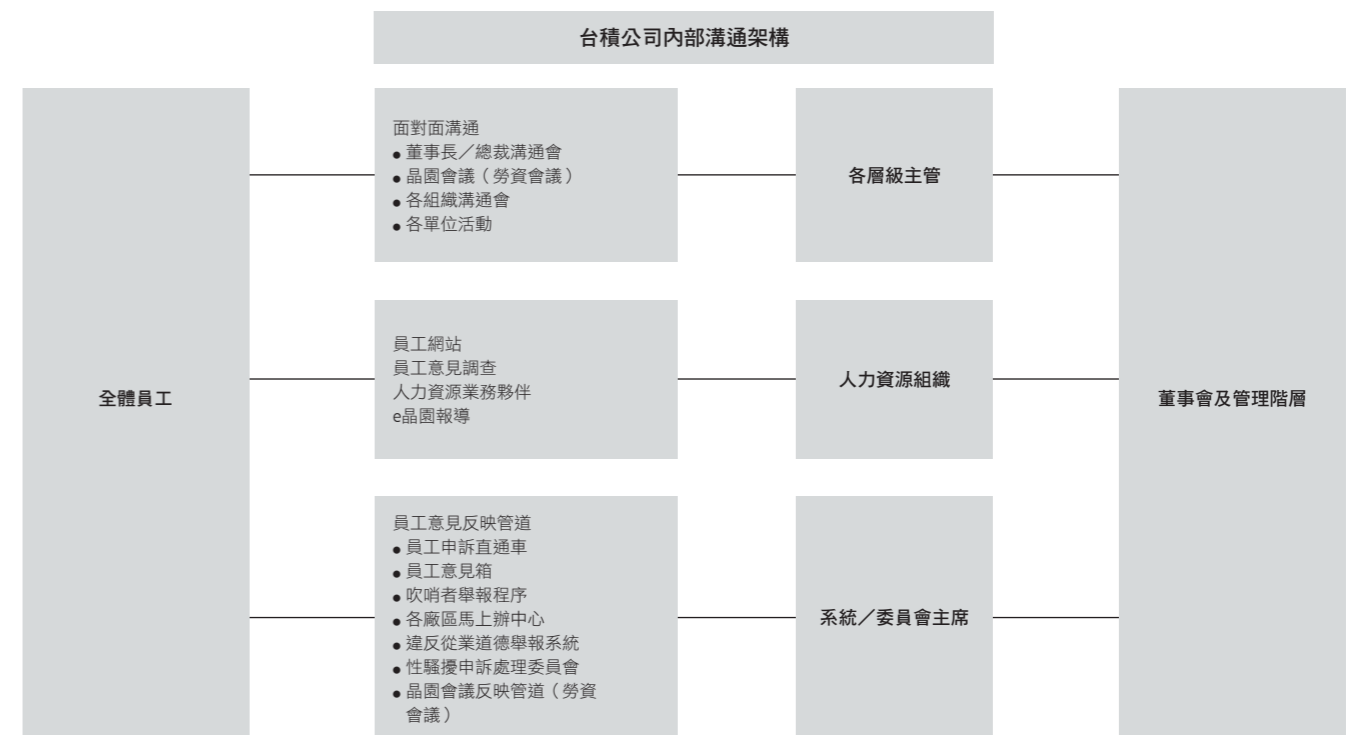 台積公司內部溝通架構
全體員工
面對面溝通
● 董事長／總裁溝通會
● 晶園會議（勞資會議）
● 各組織溝通會
● 各單位活動
各層級主管
員工網站
員工意見調查
人力資源業務夥伴
e晶園報導
人力資源組織
員工意見反映管道
● 員工申訴直通車
● 員工意見箱
● 吹哨者舉報程序
● 各廠區馬上辦中心
● 違反從業道德舉報系統
● 性騷擾申訴處理委員會
● 晶園會議反映管道（勞資
會議）
系統／委員會主席
董事會及管理階層